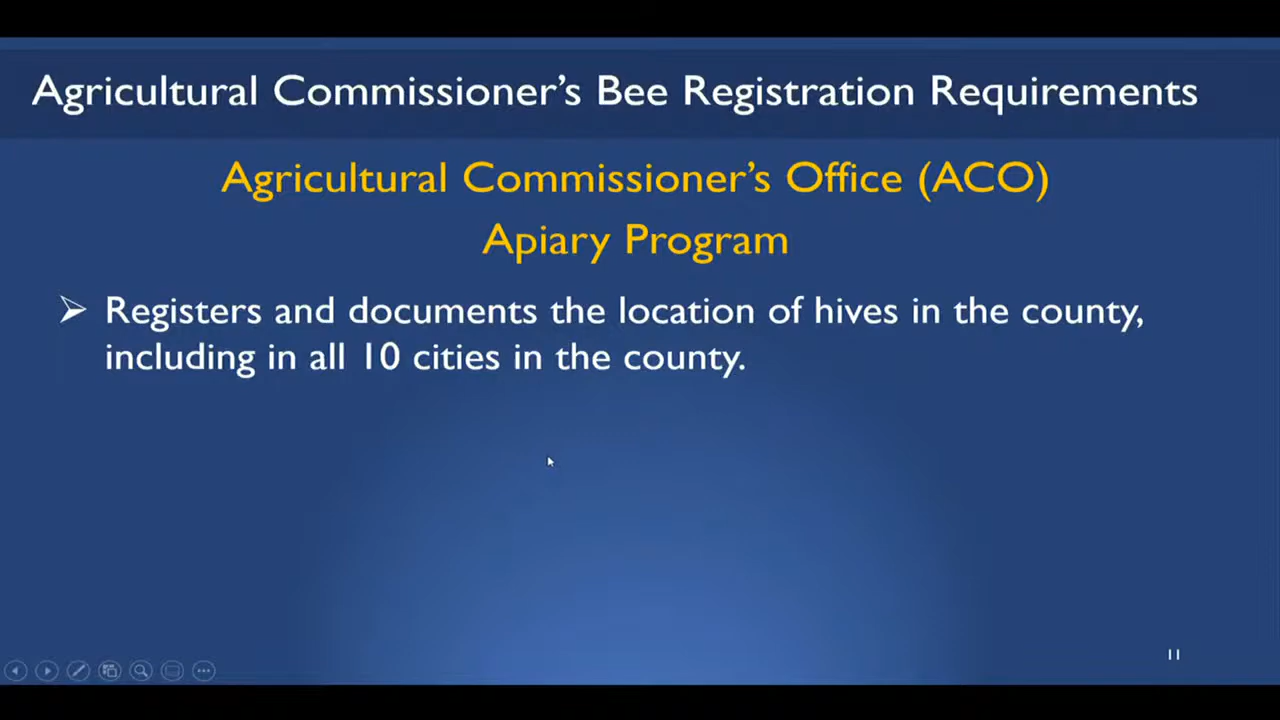 Agricultural Commissioner's Bee Registration Requirements
Agricultural Commissioner's Office (ACO)
Apiary Program
Registers and documents the location of hives in the county,
including in all 10 cities in the county.
11